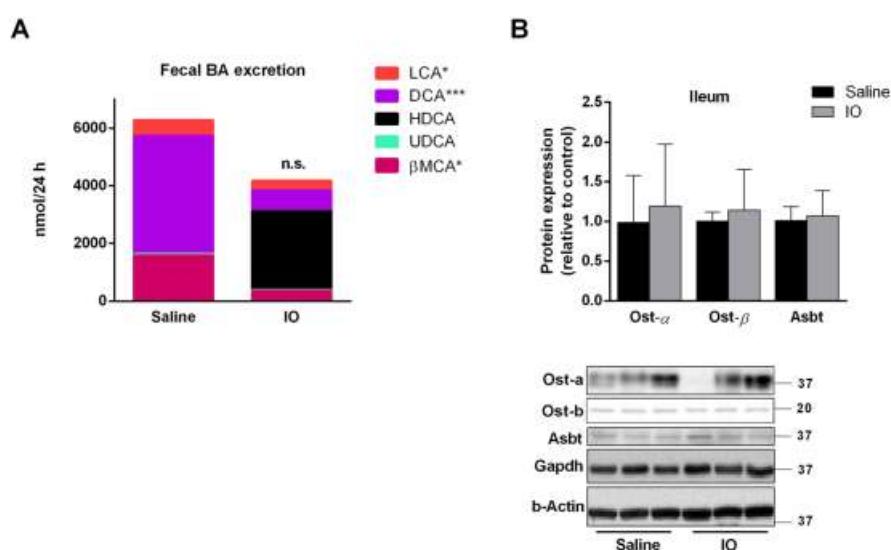 A
Fecal BA excretion
nmol/24 h
6000
4000
2000
0
n.s.
Saline
IO
LCA*
DCA***
HDCA
UDCA
βMCA*
B
Ileum
Saline
IO
Protein expression
(relative to control)
2.5
2.0
1.5
1.0
0.5
0.0
Ost-α
Ost-β
Asbt
Ost-a
37
Ost-b
20
Asbt
37
Gapdh
37
b-Actin
37
Saline
IO